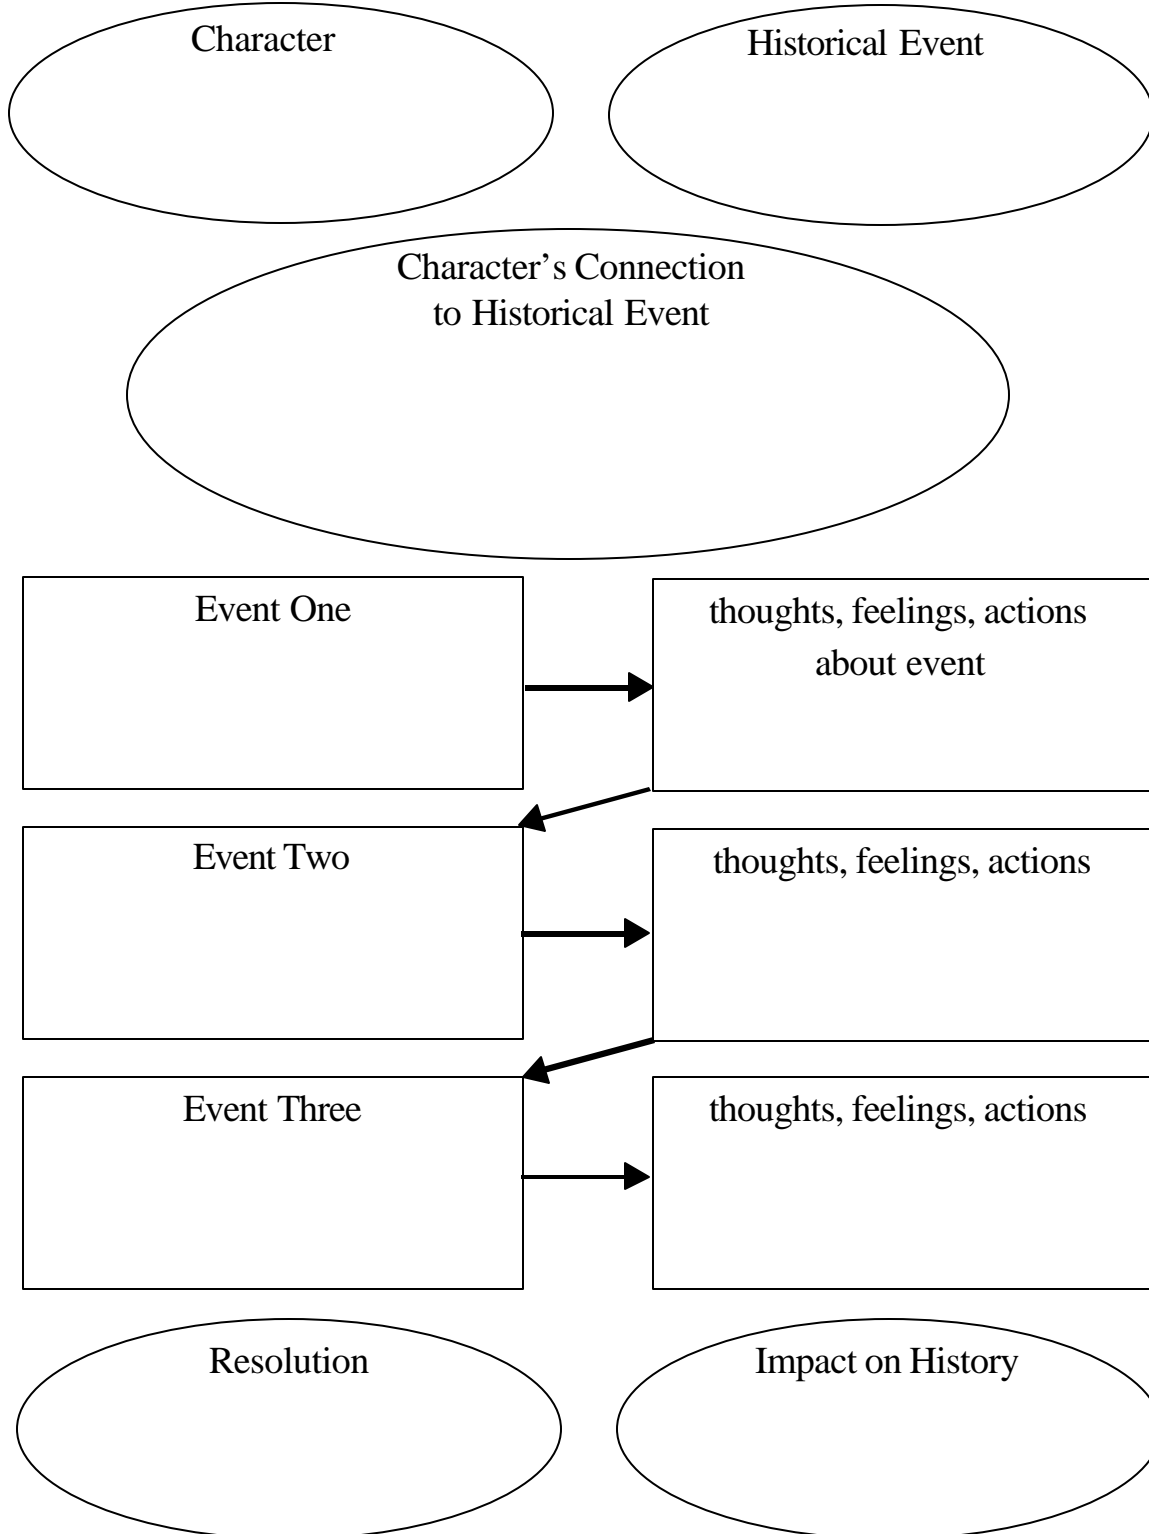 Character
Historical Event
Character’s Connection
to Historical Event
Event One
thoughts, feelings, actions
about event
Event Two
thoughts, feelings, actions
Event Three
thoughts, feelings, actions
Resolution
Impact on History